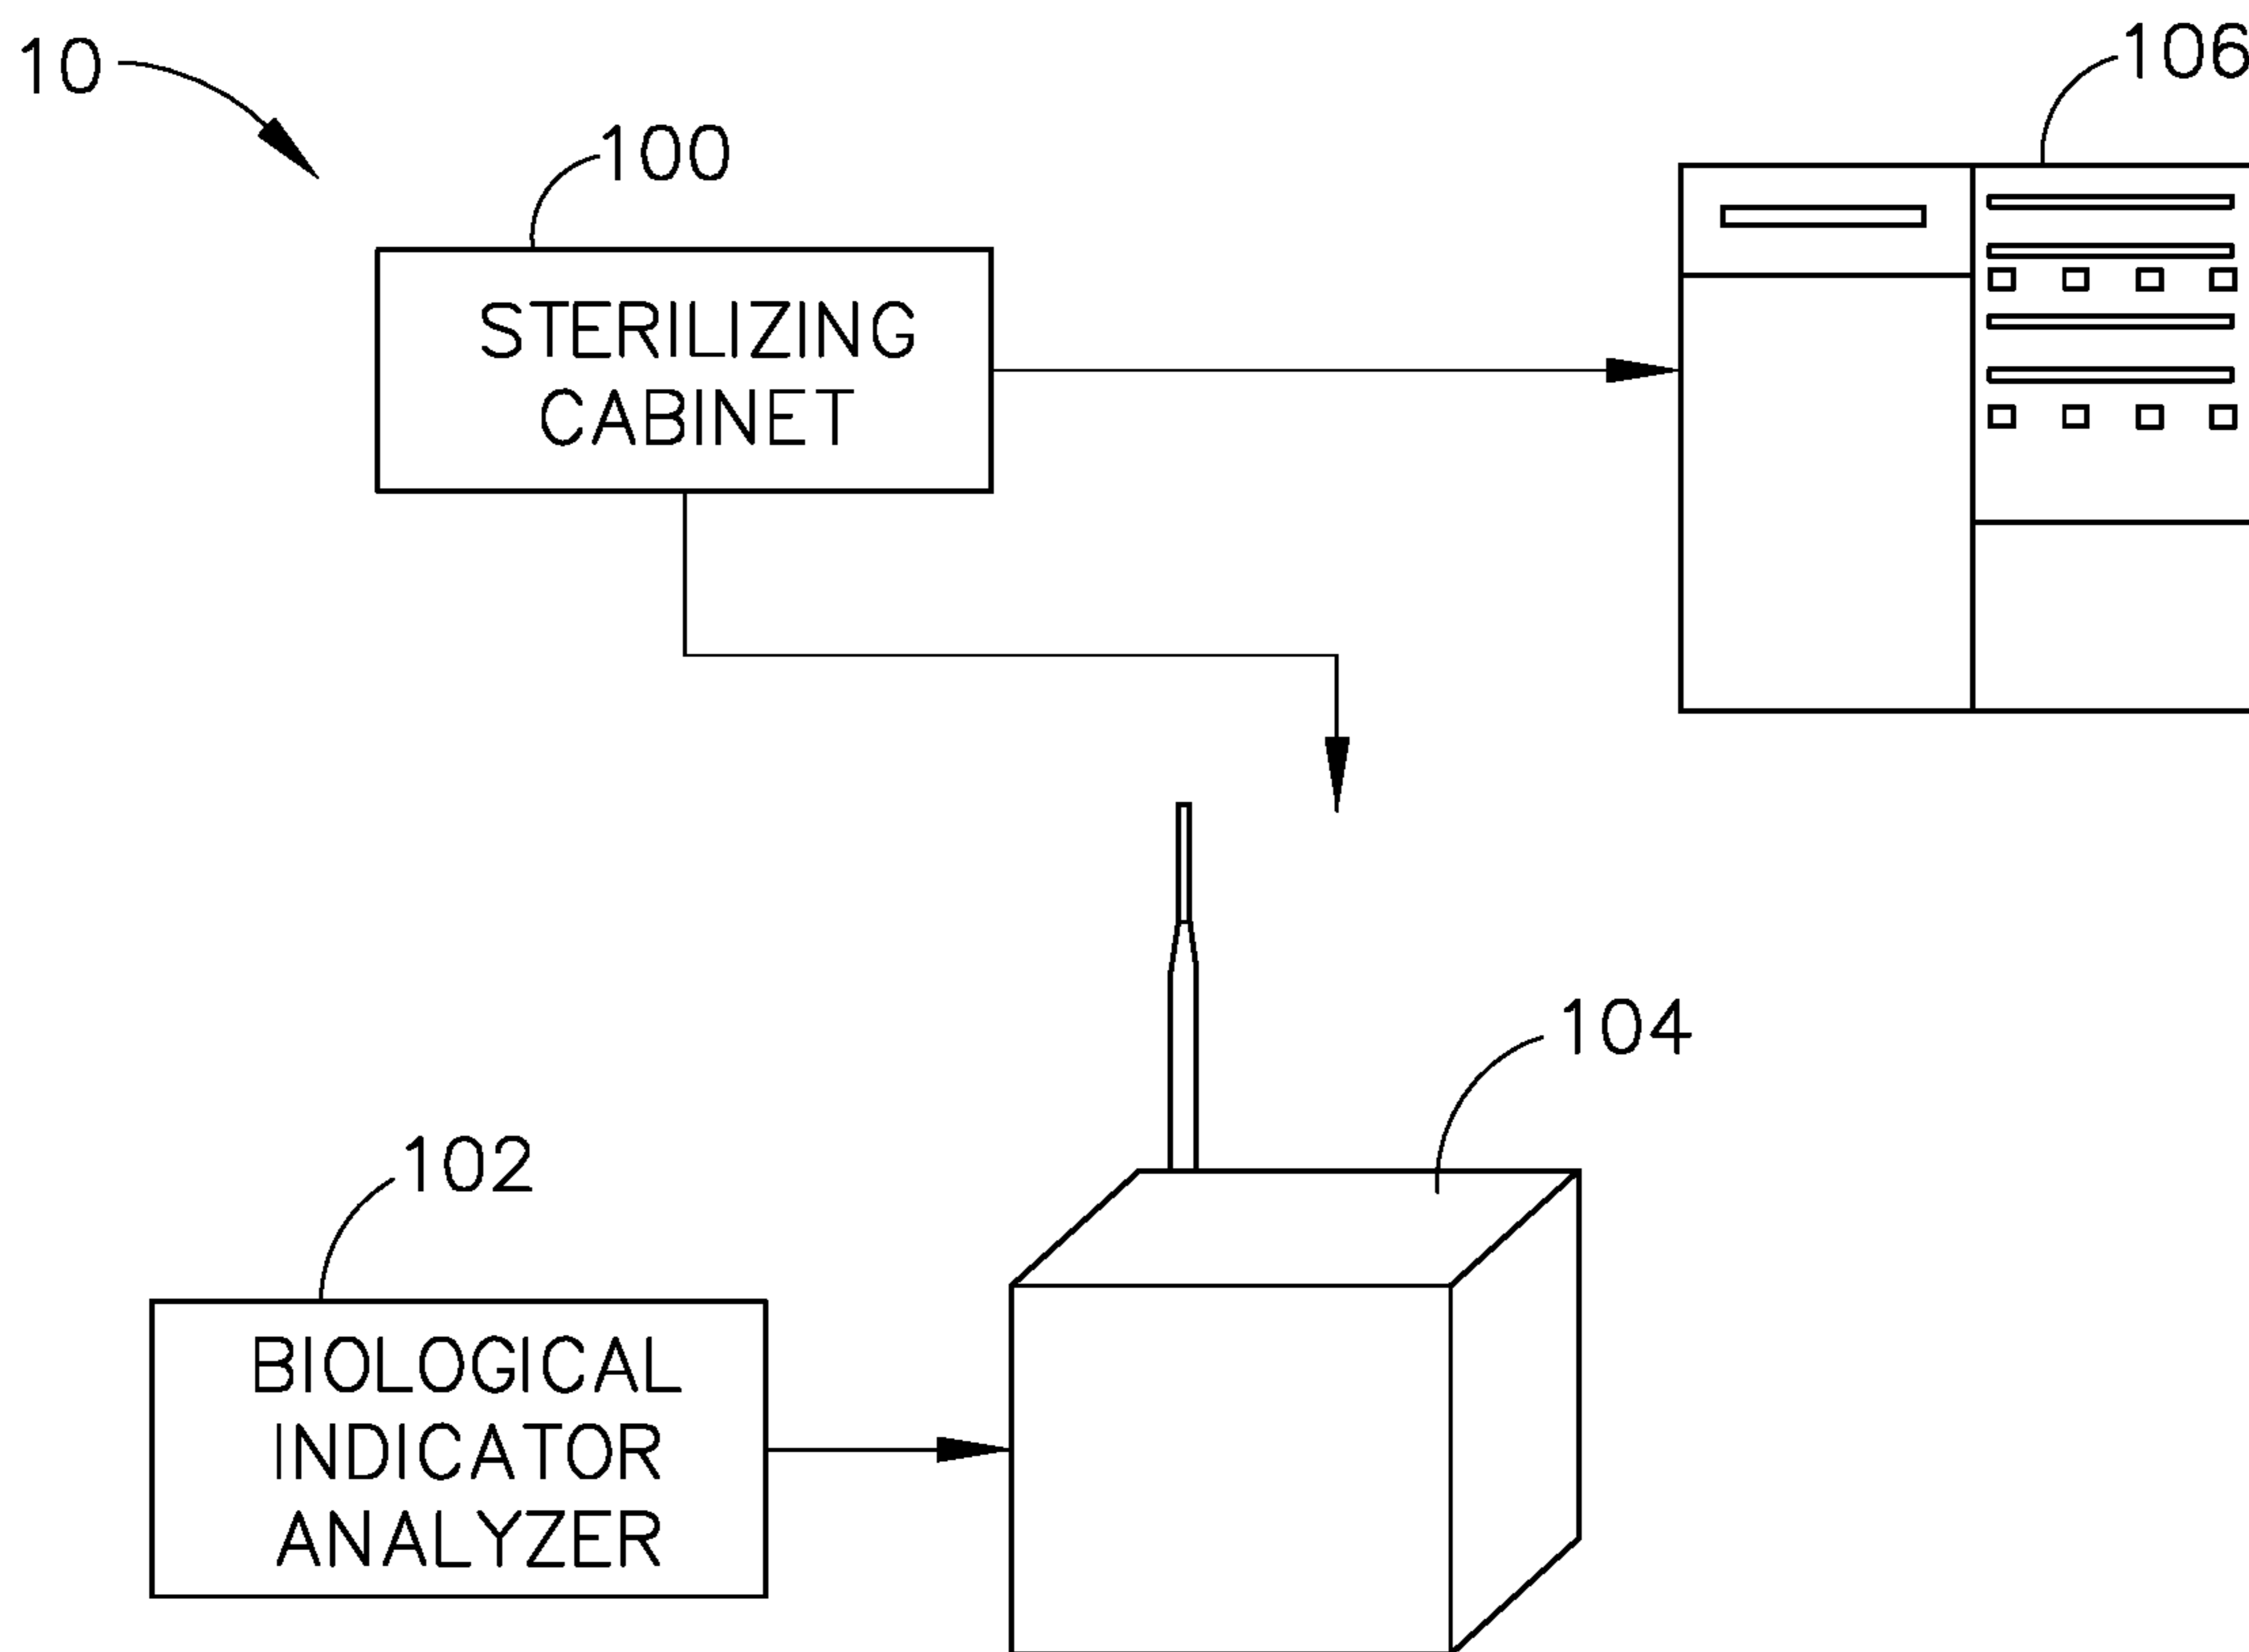 10
106
100
STERILIZING
CABINET
104
102
BIOLOGICAL
INDICATOR
ANALYZER